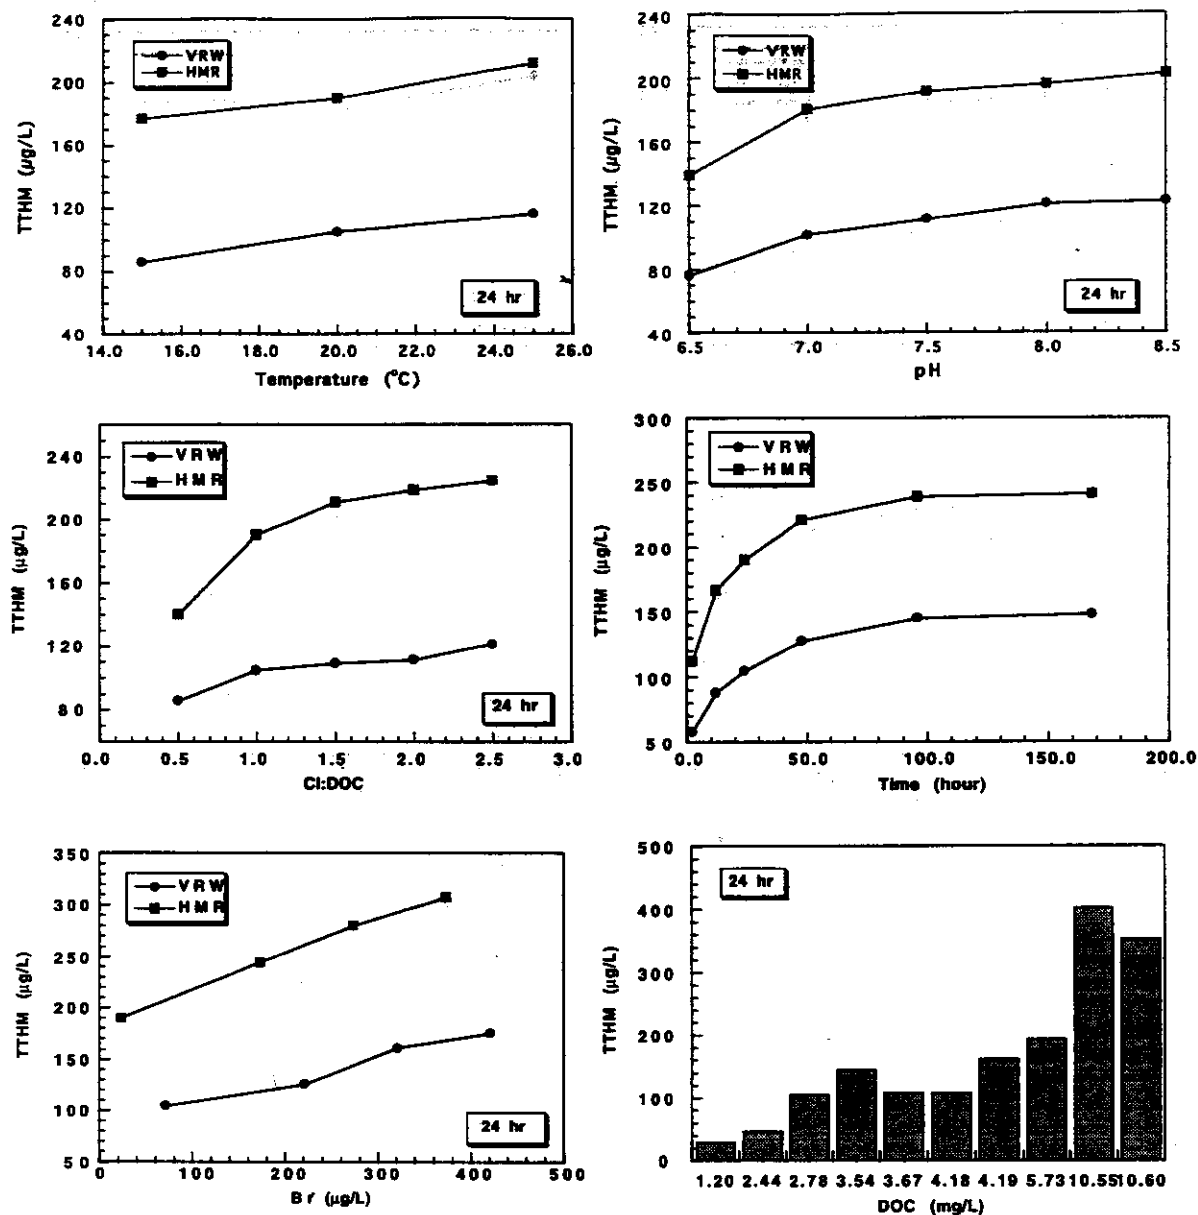 240
200
160
120
80
40
TTHM (µg/L)
VRW
HMR
24 hr
14.0 16.0 18.0 20.0 22.0 24.0 26.0
Temperature (°C)
240
200
160
120
80
40
TTHM (µg/L)
VRW
HMR
24 hr
6.5 7.0 7.5 8.0 8.5
pH
240
200
160
120
80
TTHM (µg/L)
VRW
HMR
24 hr
0.0 0.5 1.0 1.5 2.0 2.5 3.0
Cl:DOC
300
250
200
150
100
50
TTHM (µg/L)
VRW
HMR
0.0 50.0 100.0 150.0 200.0
Time (hour)
350
300
250
200
150
100
50
TTHM (µg/L)
VRW
HMR
24 hr
0 100 200 300 400 500
Br (µg/L)
500
400
300
200
100
0
TTHM (µg/L)
24 hr
1.20 2.44 2.78 3.54 3.67 4.18 4.19 5.73 10.55 10.60
DOC (mg/L)